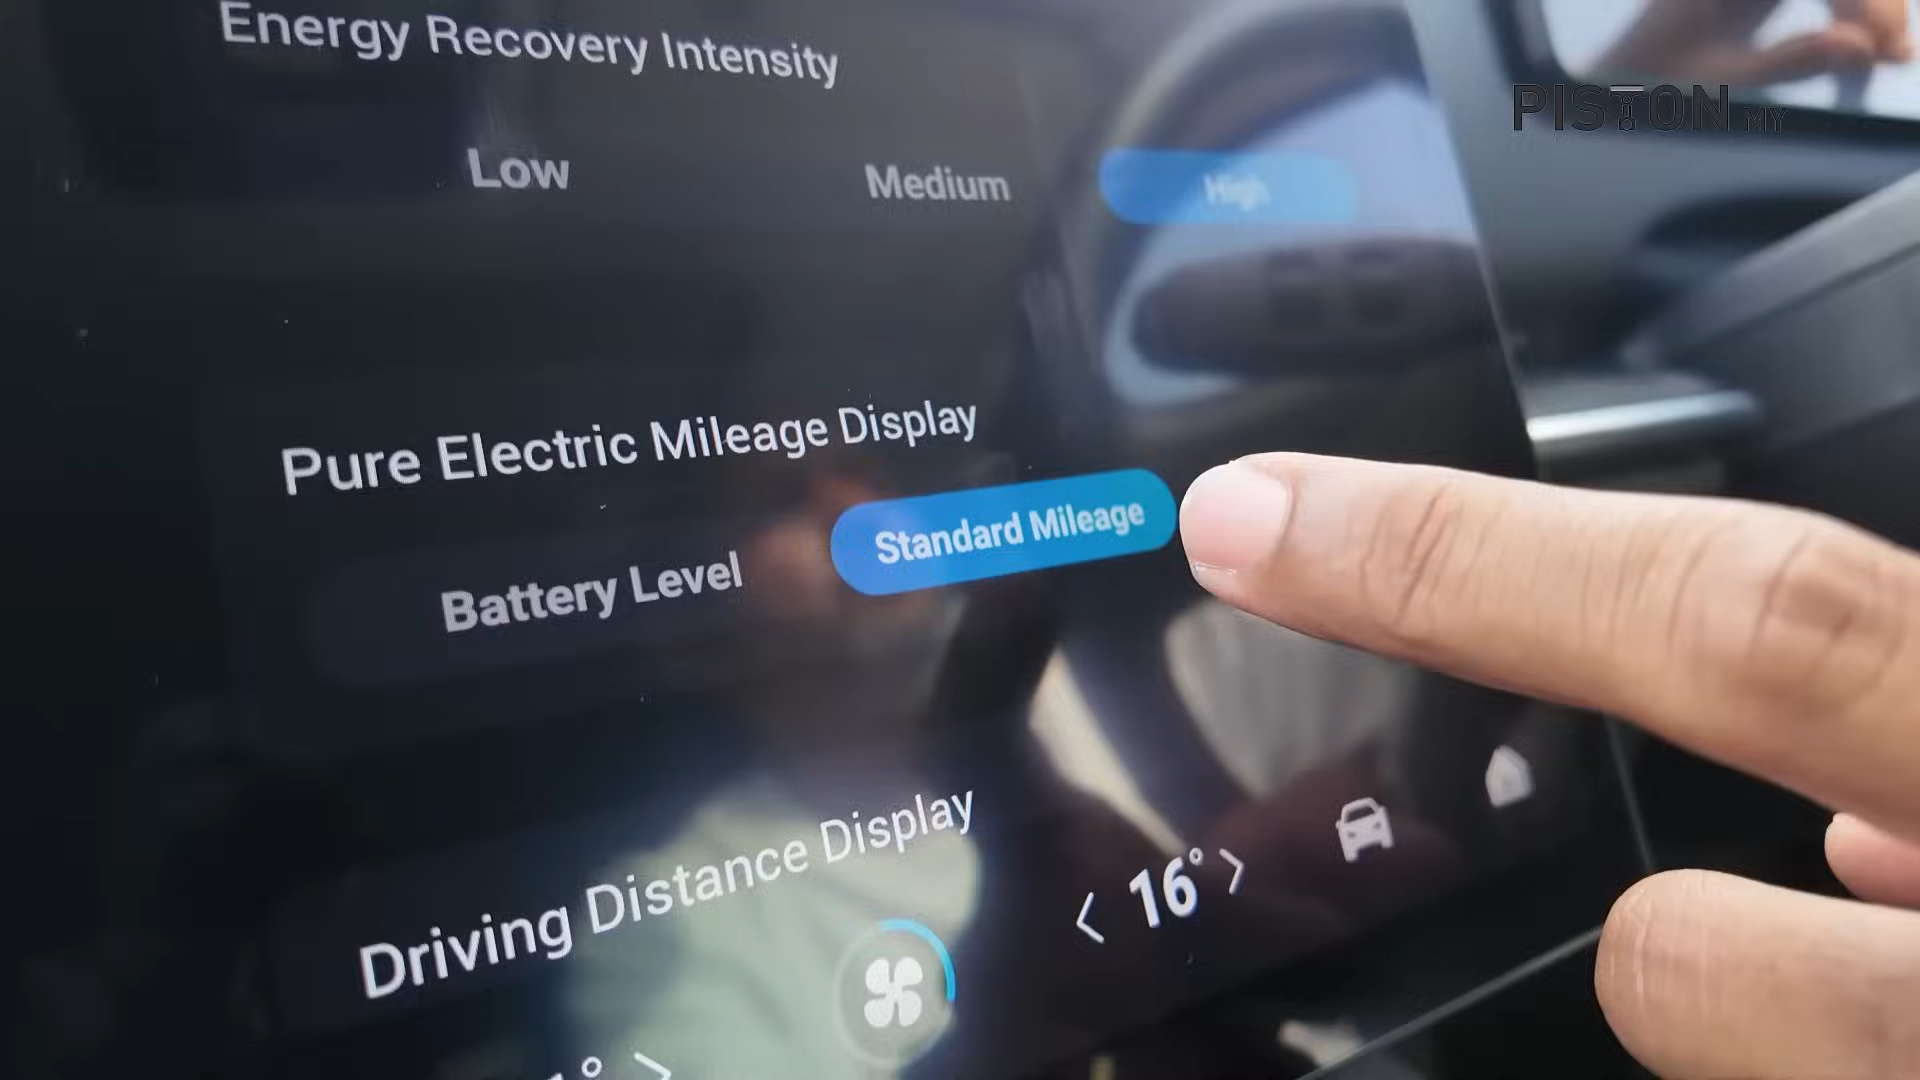 Energy Recovery Intensity
PISTON MY
Low Medium High
Pure Electric Mileage Display
Battery Level Standard Mileage
Driving Distance Display
< 16° >